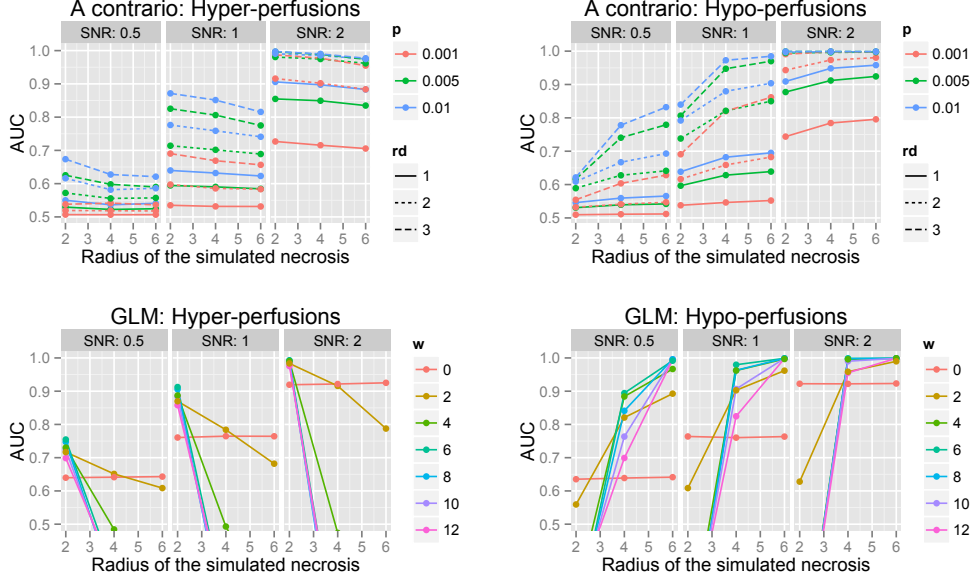 A contrario: Hyper-perfusions
SNR: 0.5 SNR: 1 SNR: 2
AUC
1.0
0.9
0.8
0.7
0.6
0.5
2 3 4 5 6 2 3 4 5 6 2 3 4 5 6
Radius of the simulated necrosis
p
0.001
0.005
0.01
rd
1
2
3
A contrario: Hypo-perfusions
SNR: 0.5 SNR: 1 SNR: 2
AUC
1.0
0.9
0.8
0.7
0.6
0.5
2 3 4 5 6 2 3 4 5 6 2 3 4 5 6
Radius of the simulated necrosis
p
0.001
0.005
0.01
rd
1
2
3
GLM: Hyper-perfusions
SNR: 0.5 SNR: 1 SNR: 2
AUC
1.0
0.9
0.8
0.7
0.6
0.5
2 3 4 5 6 2 3 4 5 6 2 3 4 5 6
Radius of the simulated necrosis
w
0
2
4
6
8
10
12
GLM: Hypo-perfusions
SNR: 0.5 SNR: 1 SNR: 2
AUC
1.0
0.9
0.8
0.7
0.6
0.5
2 3 4 5 6 2 3 4 5 6 2 3 4 5 6
Radius of the simulated necrosis
w
0
2
4
6
8
10
12